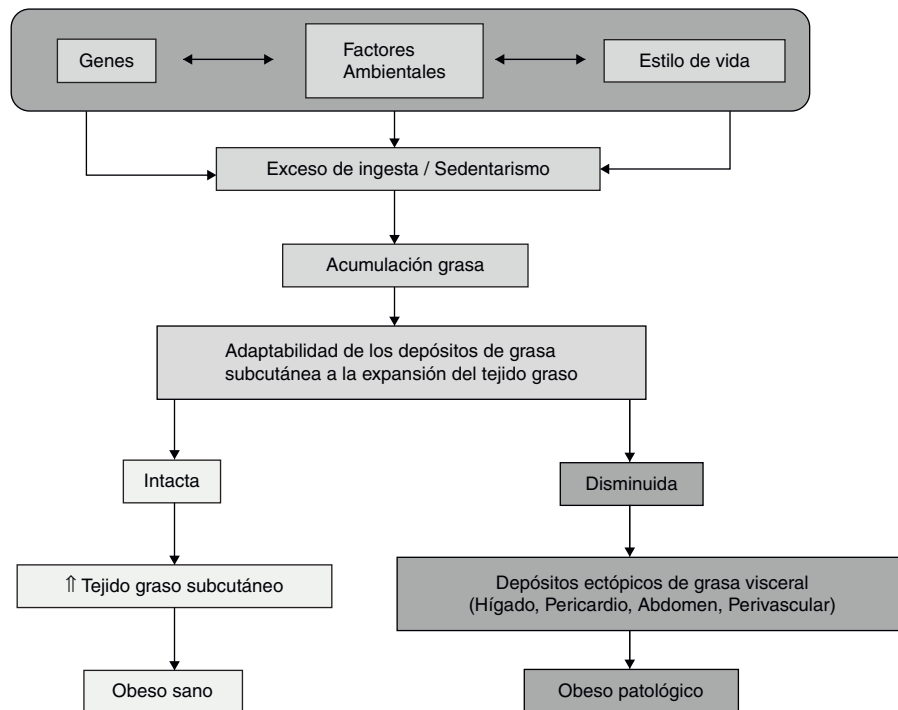 Genes
Factores
Ambientales
Estilo de vida
Exceso de ingesta / Sedentarismo
Acumulación grasa
Adaptabilidad de los depósitos de grasa
subcutánea a la expansión del tejido graso
Intacta
Disminuida
⇑ Tejido graso subcutáneo
Depósitos ectópicos de grasa visceral
(Hígado, Pericardio, Abdomen, Perivascular)
Obeso sano
Obeso patológico